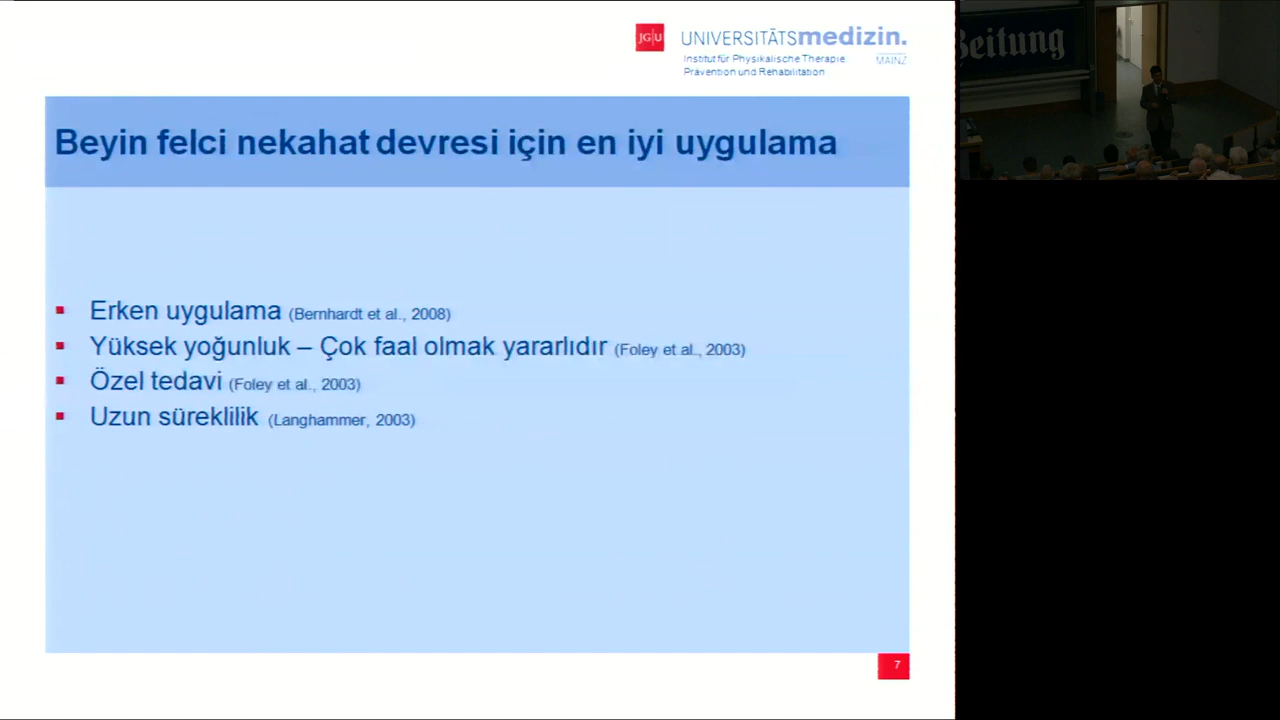 JG|U UNIVERSITÄTSmedizin.
Institut für Physikalische Therapie MAINZ
Prävention und Rehabilitation
Beyin felci nekahat devresi için en iyi uygulama
Erken uygulama (Bernhardt et al., 2008)
Yüksek yoğunluk – Çok faal olmak yararlıdır (Foley et al., 2003)
Özel tedavi (Foley et al., 2003)
Uzun süreklilik (Langhammer, 2003)
7
Zeitung